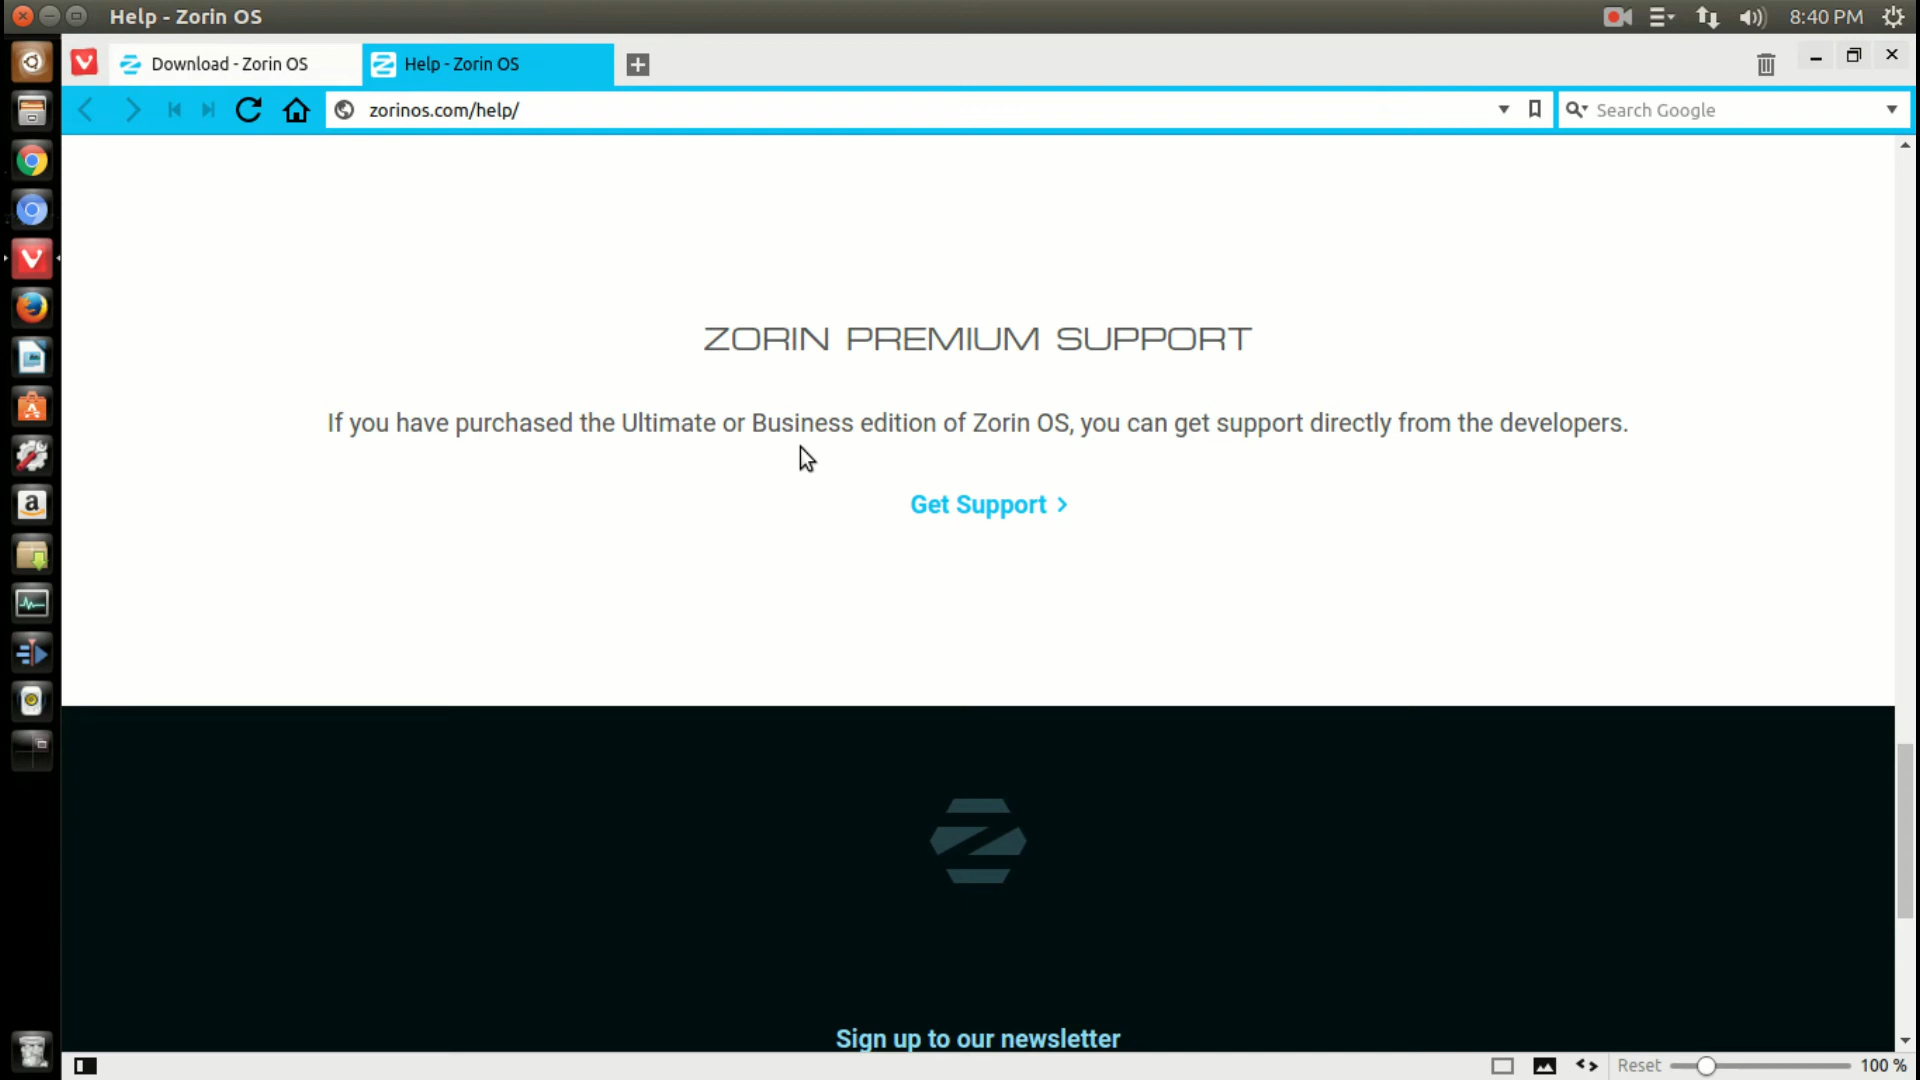 Help - Zorin OS
8:40 PM
Download - Zorin OS
Help - Zorin OS
zorinos.com/help/
Search Google
ZORIN PREMIUM SUPPORT
If you have purchased the Ultimate or Business edition of Zorin OS, you can get support directly from the developers.
Get Support >
Sign up to our newsletter
Reset
100 %